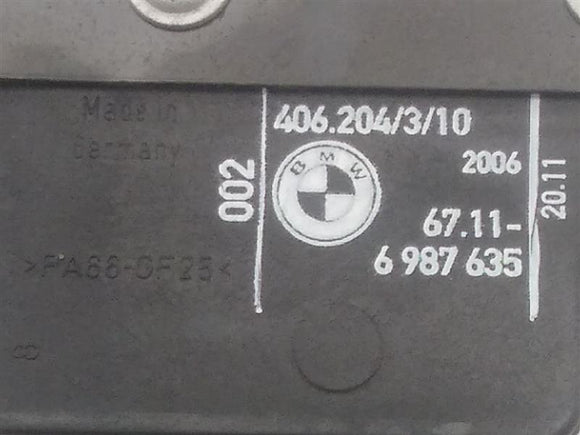 Made in
Germany
>PA66-GF25<
8
002
406.204/3/10
BMW
2006
67.11-
6 987 635
20.11